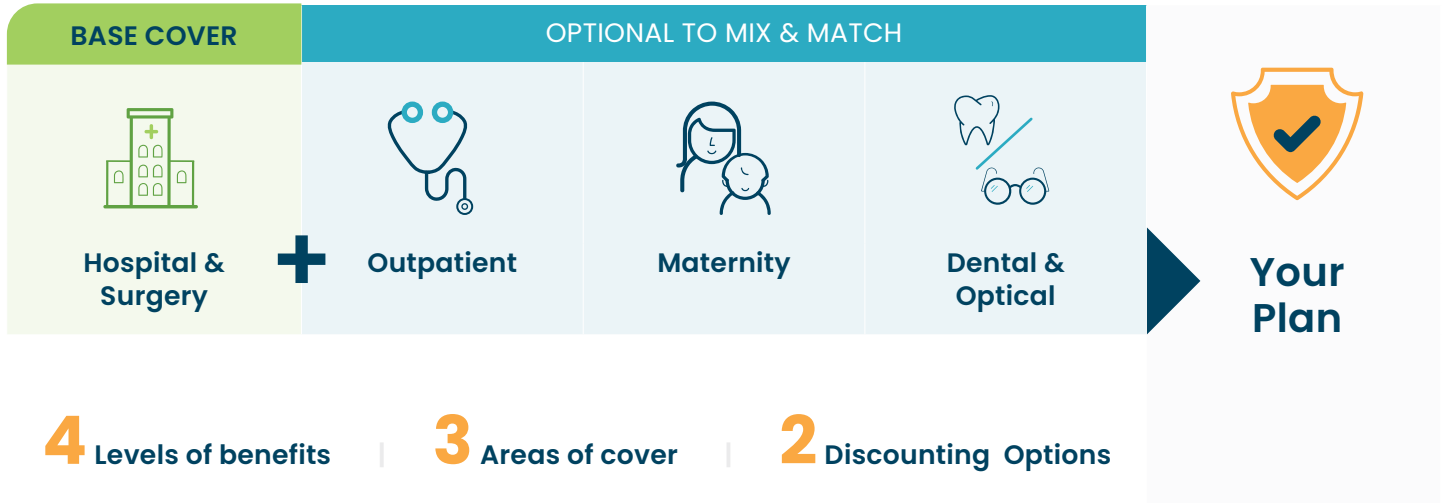 BASE COVER
OPTIONAL TO MIX & MATCH
Hospital &
Surgery
Outpatient
Maternity
Dental &
Optical
Your
Plan
4 Levels of benefits
3 Areas of cover
2 Discounting Options